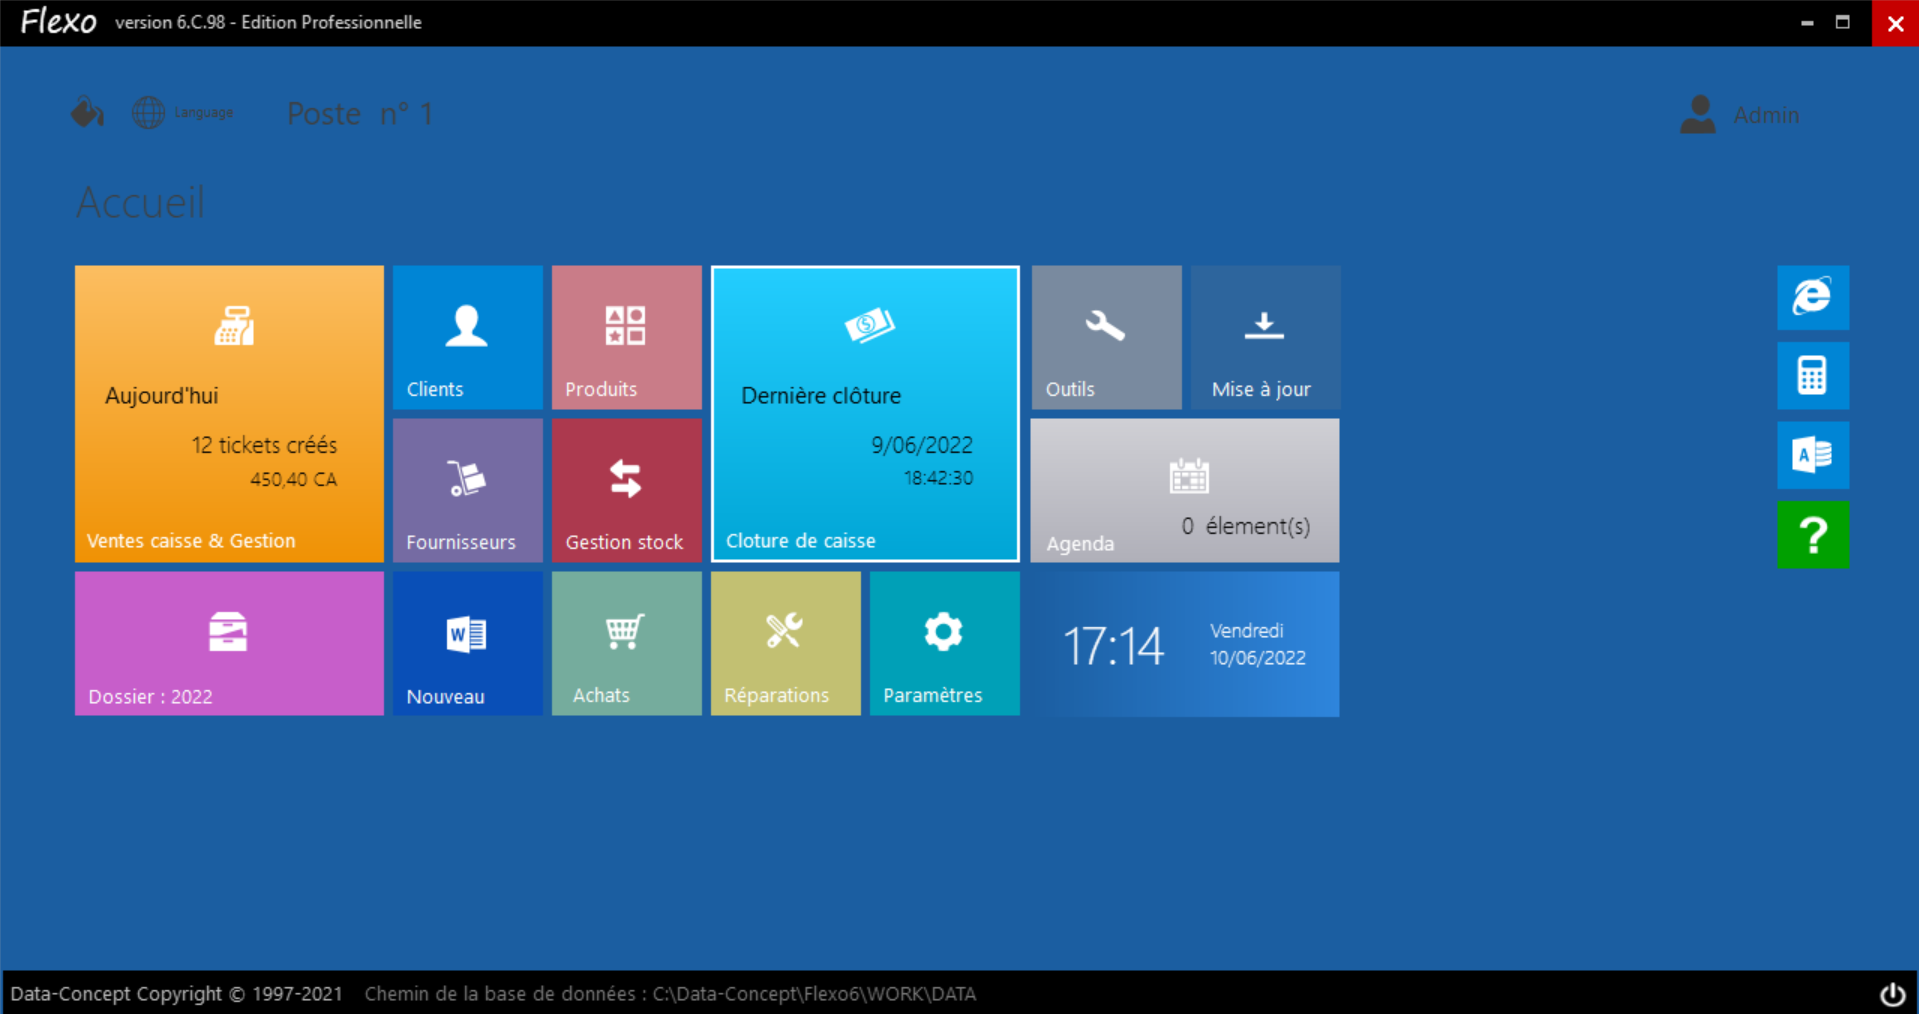 Flexo version 6.C.98 - Edition Professionnelle
Language
Poste n° 1
Admin
Accueil
Aujourd'hui
12 tickets créés
450,40 CA
Ventes caisse & Gestion
Clients
Produits
Dernière clôture
9/06/2022
18:42:30
Cloture de caisse
Outils
Mise à jour
Fournisseurs
Gestion stock
0 élement(s)
Agenda
Dossier : 2022
W
Nouveau
Achats
Réparations
Paramètres
17:14
Vendredi
10/06/2022
A
?
Data-Concept Copyright © 1997-2021 Chemin de la base de données : C:\Data-Concept\Flexo6\WORK\DATA